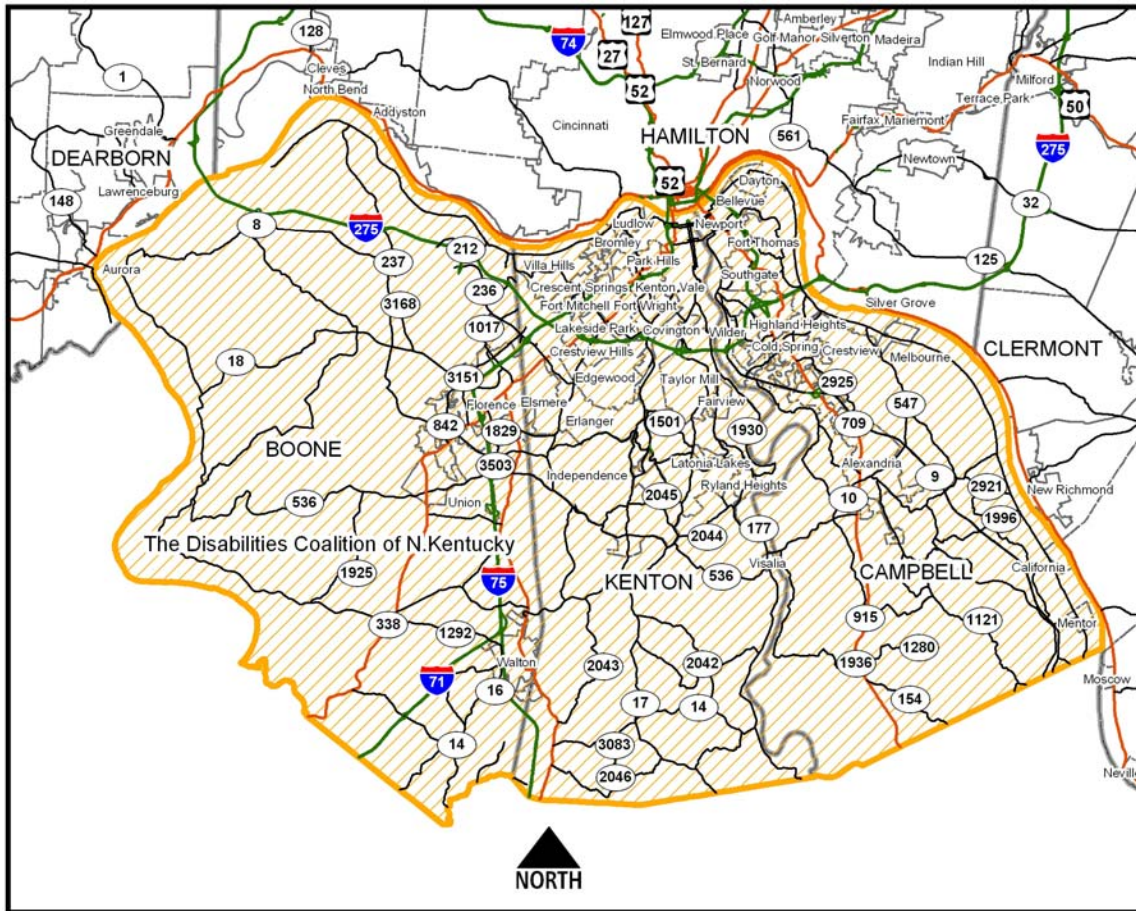 127
128
Amberley
74
Elmwood Place
Golf Manor
Silverton
Madeira
27
1
Cleves
St. Bernard
Indian Hill
North Bend
52
Norwood
Milford
Terrace Park
50
Addyston
Greendale
Cincinnati
HAMILTON
561
Fairfax
Mariemont
275
DEARBORN
Newtown
Lawrenceburg
52
Dayton
148
Bellevue
32
8
Ludlow
Newport
275
Bromley
Fort Thomas
212
237
Villa Hills
Park Hills
125
Aurora
Southgate
236
Crescent Springs
Kenton Vale
3168
Fort Mitchell
Fort Wright
Silver Grove
1017
Lakeside Park
Covington
Wilder
Highland Heights
CLERMONT
18
Crestview Hills
Cold Spring
Crestview
Melbourne
3151
Edgewood
Taylor Mill
2925
Florence
Elsmere
Fairview
547
842
1829
Erlanger
1501
1930
709
BOONE
3503
Independence
Latonia Lakes
Alexandria
9
Ryland Heights
2921
New Richmond
536
Union
2045
10
1996
The Disabilities Coalition of N.Kentucky
2044
177
1925
75
KENTON
536
Visalia
CAMPBELL
California
338
1292
915
1121
Mentor
71
Walton
2043
2042
1936
1280
Moscow
16
17
14
154
14
3083
2046
Neville
NORTH